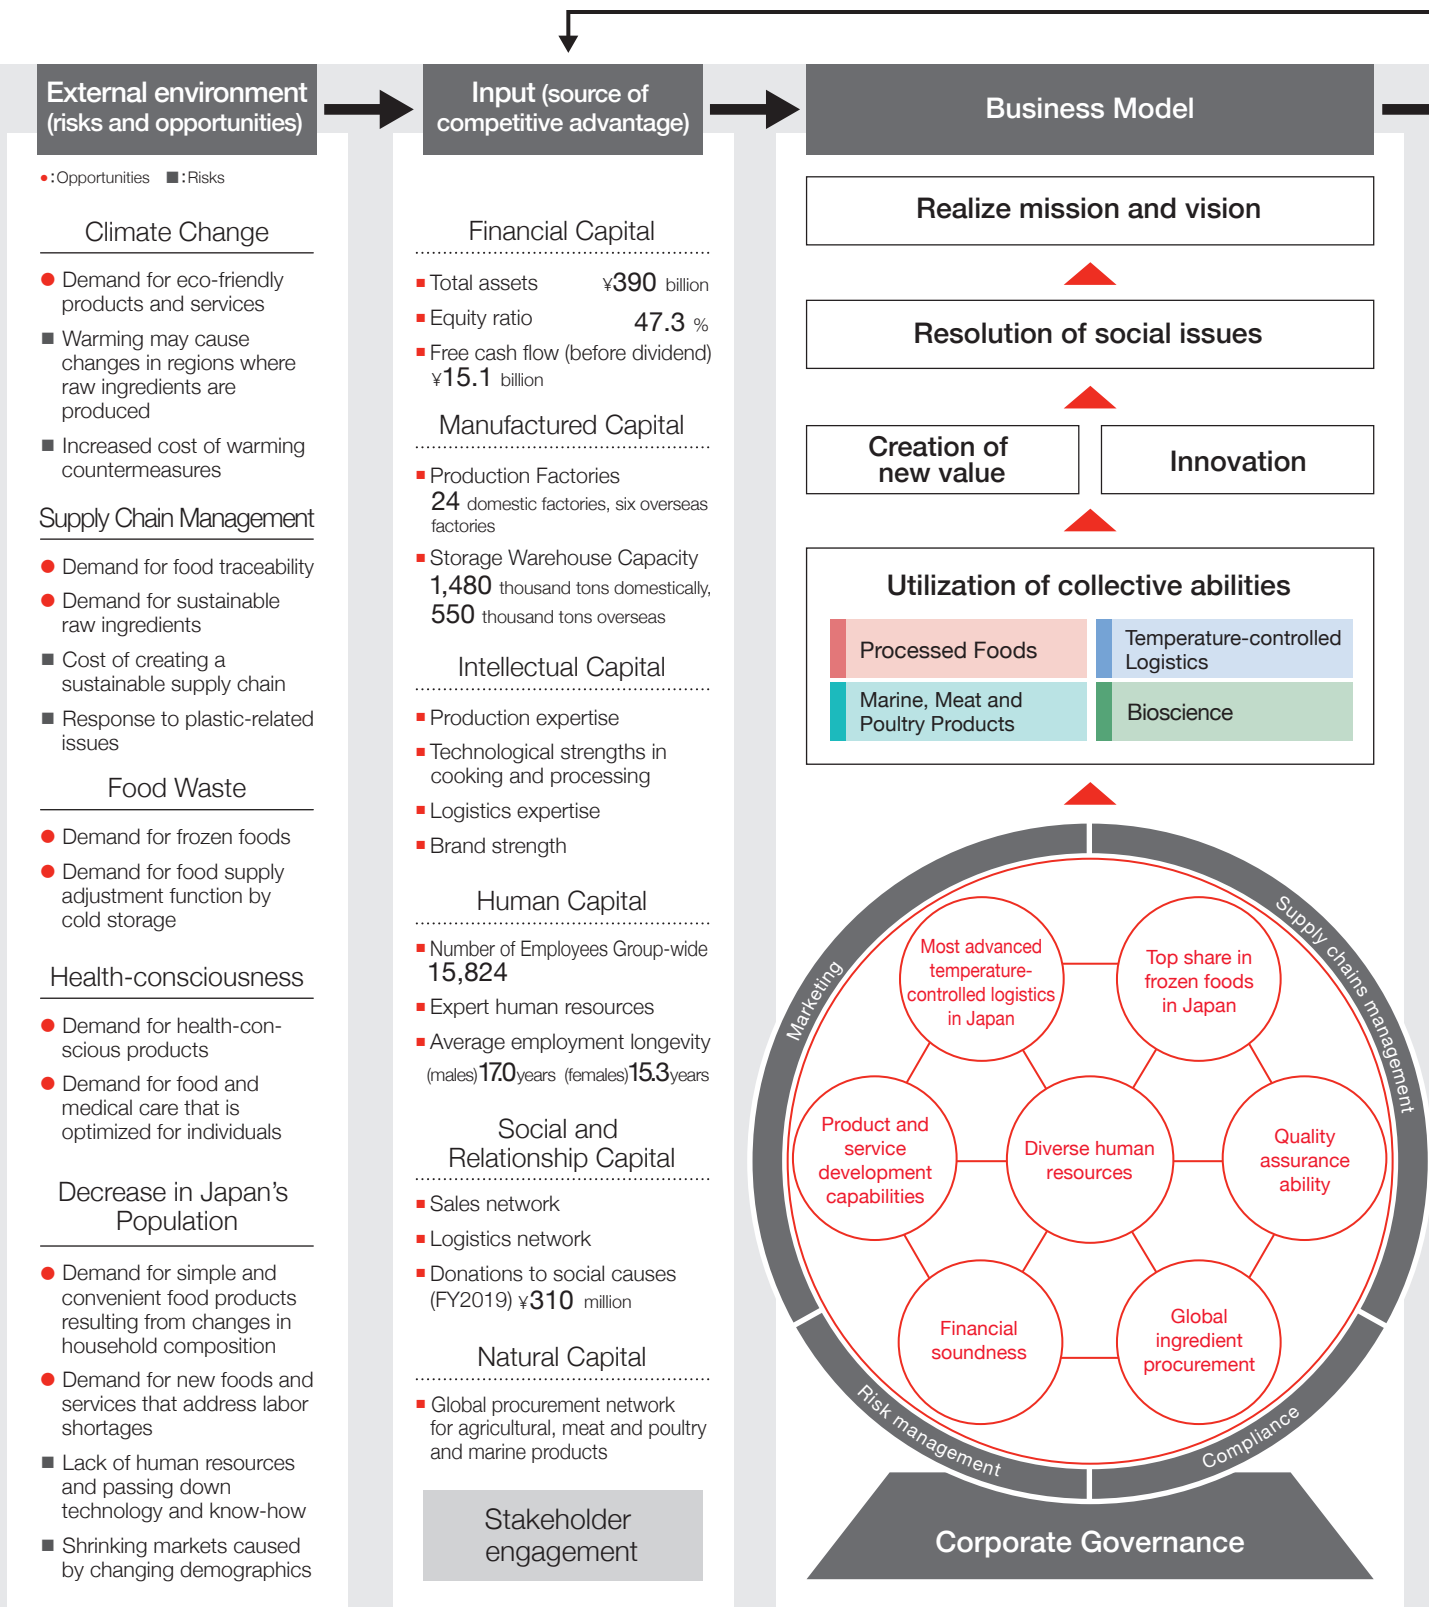 External environment
(risks and opportunities)
●:Opportunities ■:Risks
Climate Change
● Demand for eco-friendly
products and services
■ Warming may cause
changes in regions where
raw ingredients are
produced
■ Increased cost of warming
countermeasures
Supply Chain Management
● Demand for food traceability
● Demand for sustainable
raw ingredients
■ Cost of creating a
sustainable supply chain
■ Response to plastic-related
issues
Food Waste
● Demand for frozen foods
● Demand for food supply
adjustment function by
cold storage
Health-consciousness
● Demand for health-con-
scious products
● Demand for food and
medical care that is
optimized for individuals
Decrease in Japan's
Population
● Demand for simple and
convenient food products
resulting from changes in
household composition
● Demand for new foods and
services that address labor
shortages
■ Lack of human resources
and passing down
technology and know-how
■ Shrinking markets caused
by changing demographics
Input (source of
competitive advantage)
Financial Capital
■ Total assets ¥390 billion
■ Equity ratio 47.3 %
■ Free cash flow (before dividend)
¥15.1 billion
Manufactured Capital
■ Production Factories
24 domestic factories, six overseas
factories
■ Storage Warehouse Capacity
1,480 thousand tons domestically,
550 thousand tons overseas
Intellectual Capital
■ Production expertise
■ Technological strengths in
cooking and processing
■ Logistics expertise
■ Brand strength
Human Capital
■ Number of Employees Group-wide
15,824
■ Expert human resources
■ Average employment longevity
(males)17.0years (females)15.3years
Social and
Relationship Capital
■ Sales network
■ Logistics network
■ Donations to social causes
(FY2019) ¥310 million
Natural Capital
■ Global procurement network
for agricultural, meat and poultry
and marine products
Stakeholder
engagement
Business Model
Realize mission and vision
Resolution of social issues
Creation of
new value
Innovation
Utilization of collective abilities
Processed Foods
Temperature-controlled
Logistics
Marine, Meat and
Poultry Products
Bioscience
Marketing
Supply chains management
Most advanced
temperature-
controlled logistics
in Japan
Top share in
frozen foods
in Japan
Product and
service
development
capabilities
Diverse human
resources
Quality
assurance
ability
Financial
soundness
Global
ingredient
procurement
Risk management
Compliance
Corporate Governance